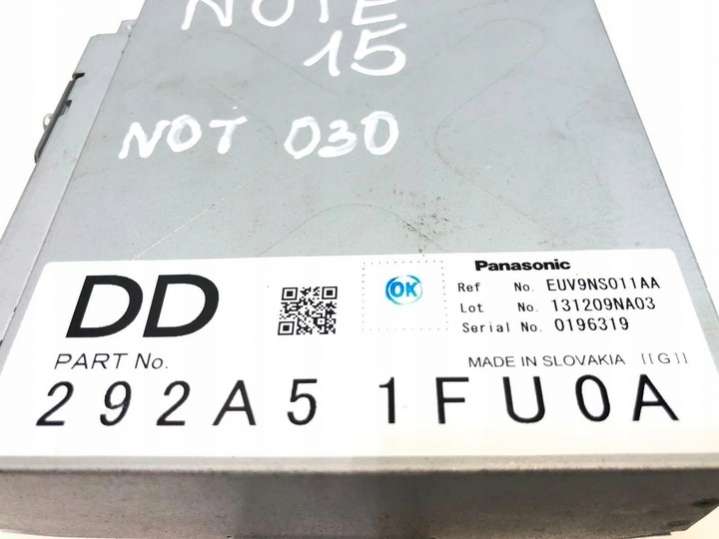 NOTE
15
NOT 030
DD
OK
Panasonic
Ref No. EUV9NS011AA
Lot No. 131209NA03
Serial No. 0196319
PART No.
MADE IN SLOVAKIA IIGII
292A5 1FU0A